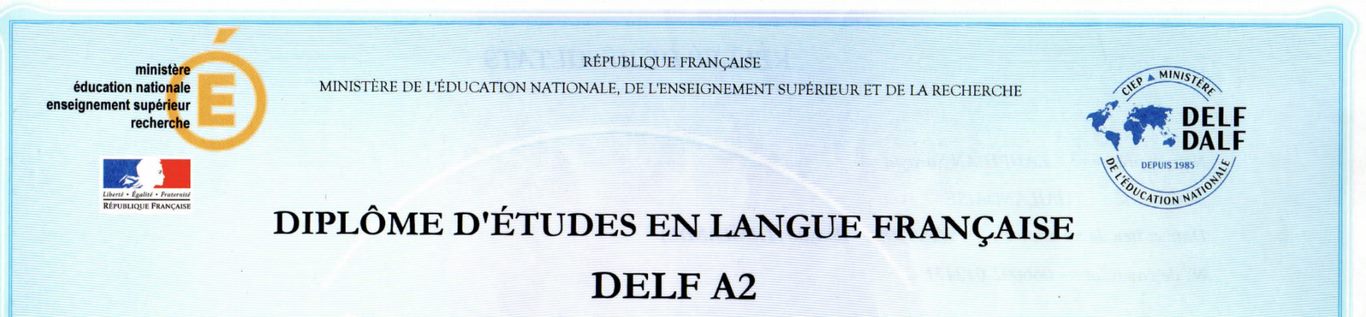 ministère
éducation nationale
enseignement supérieur
recherche
É
Liberté • Égalité • Fraternité
RÉPUBLIQUE FRANÇAISE
RÉPUBLIQUE FRANÇAISE
MINISTÈRE DE L'ÉDUCATION NATIONALE, DE L'ENSEIGNEMENT SUPÉRIEUR ET DE LA RECHERCHE
CIEP MINISTÈRE
DELF
DALF
DEPUIS 1985
DE L'ÉDUCATION NATIONALE
DIPLÔME D'ÉTUDES EN LANGUE FRANÇAISE
DELF A2